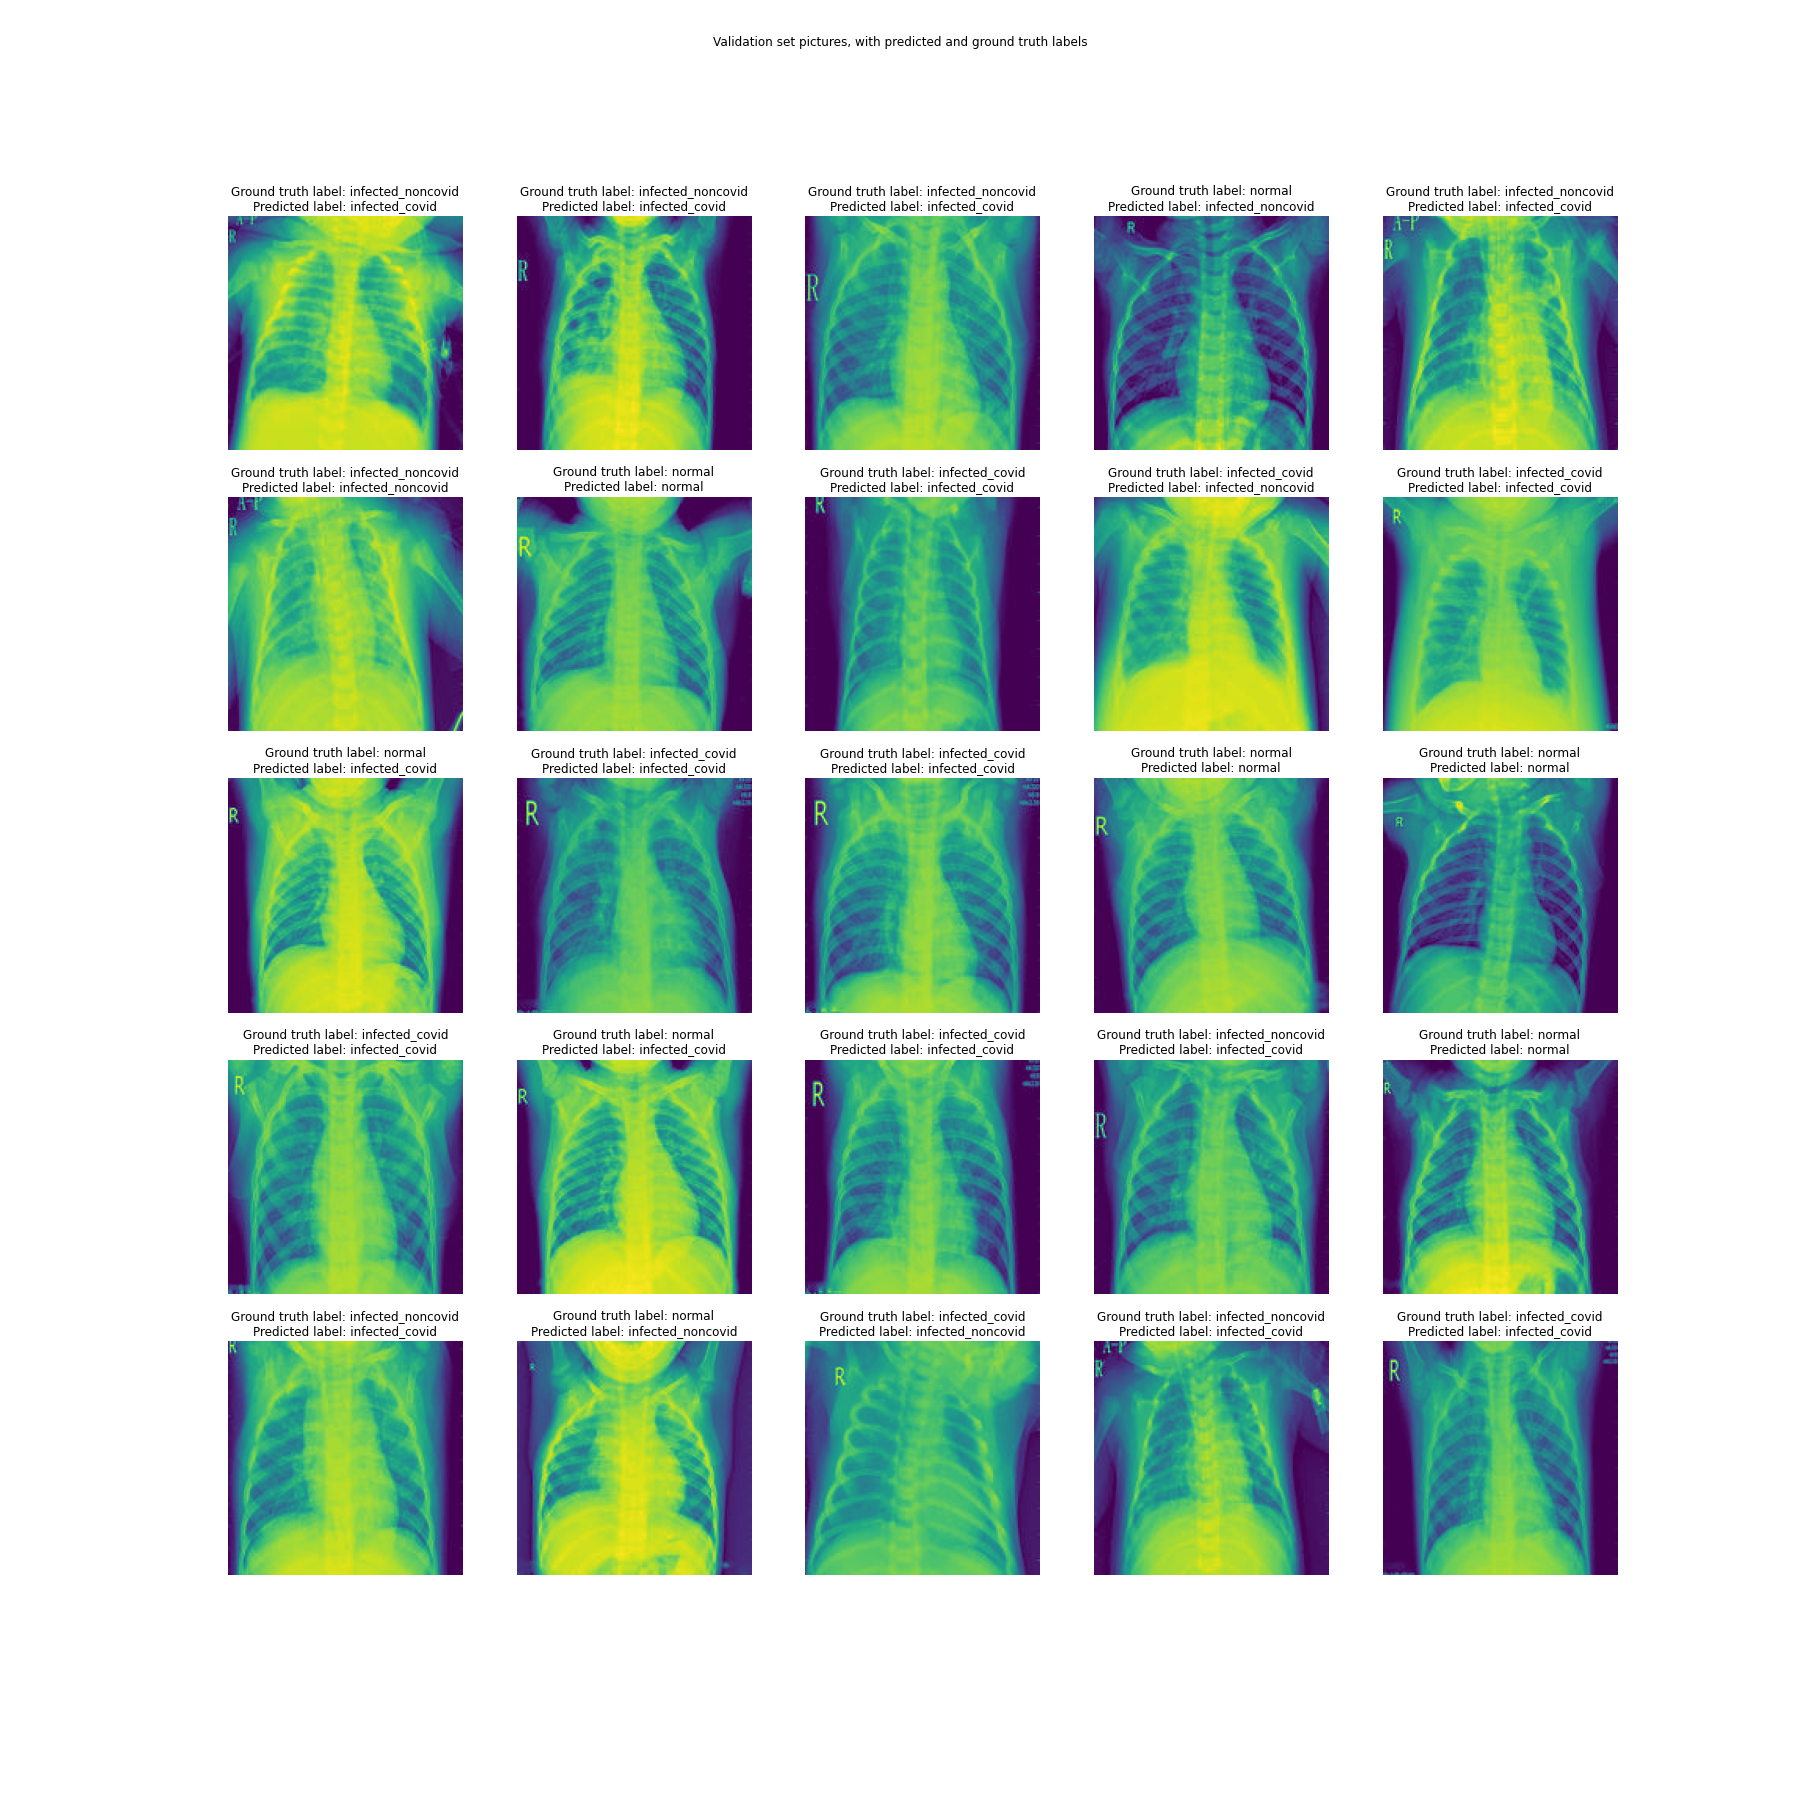 Validation set pictures, with predicted and ground truth labels
Ground truth label: infected_noncovid
Predicted label: infected_covid
Ground truth label: infected_noncovid
Predicted label: infected_covid
Ground truth label: infected_noncovid
Predicted label: infected_covid
Ground truth label: normal
Predicted label: infected_noncovid
Ground truth label: infected_noncovid
Predicted label: infected_covid
A-P
R
R
R
R
A-P
R
Ground truth label: infected_noncovid
Predicted label: infected_noncovid
Ground truth label: normal
Predicted label: normal
Ground truth label: infected_covid
Predicted label: infected_covid
Ground truth label: infected_covid
Predicted label: infected_noncovid
Ground truth label: infected_covid
Predicted label: infected_covid
A-P
R
R
R
R
Ground truth label: normal
Predicted label: infected_covid
Ground truth label: infected_covid
Predicted label: infected_covid
Ground truth label: infected_covid
Predicted label: infected_covid
Ground truth label: normal
Predicted label: normal
Ground truth label: normal
Predicted label: normal
R
R
R
R
R
Ground truth label: infected_covid
Predicted label: infected_covid
Ground truth label: normal
Predicted label: infected_covid
Ground truth label: infected_covid
Predicted label: infected_covid
Ground truth label: infected_noncovid
Predicted label: infected_covid
Ground truth label: normal
Predicted label: normal
R
R
R
R
R
Ground truth label: infected_noncovid
Predicted label: infected_covid
Ground truth label: normal
Predicted label: infected_noncovid
Ground truth label: infected_covid
Predicted label: infected_noncovid
Ground truth label: infected_noncovid
Predicted label: infected_covid
Ground truth label: infected_covid
Predicted label: infected_covid
R
R
R
A-P
R
R